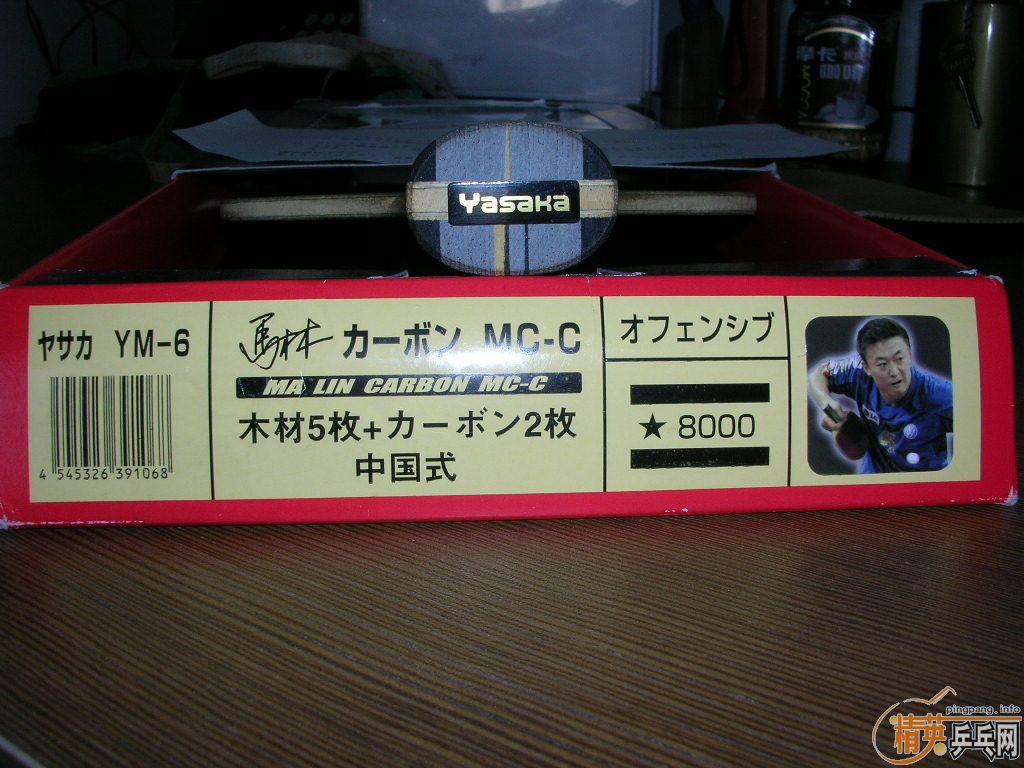 Yasaka
ヤサカ YM-6
4 545326 391068
馬林 カーボン MC-C
MA LIN CARBON MC-C
木材5枚+カーボン2枚
中国式
オフェンシブ
★ 8000
摩卡
pingpang.info
精英乒乓网